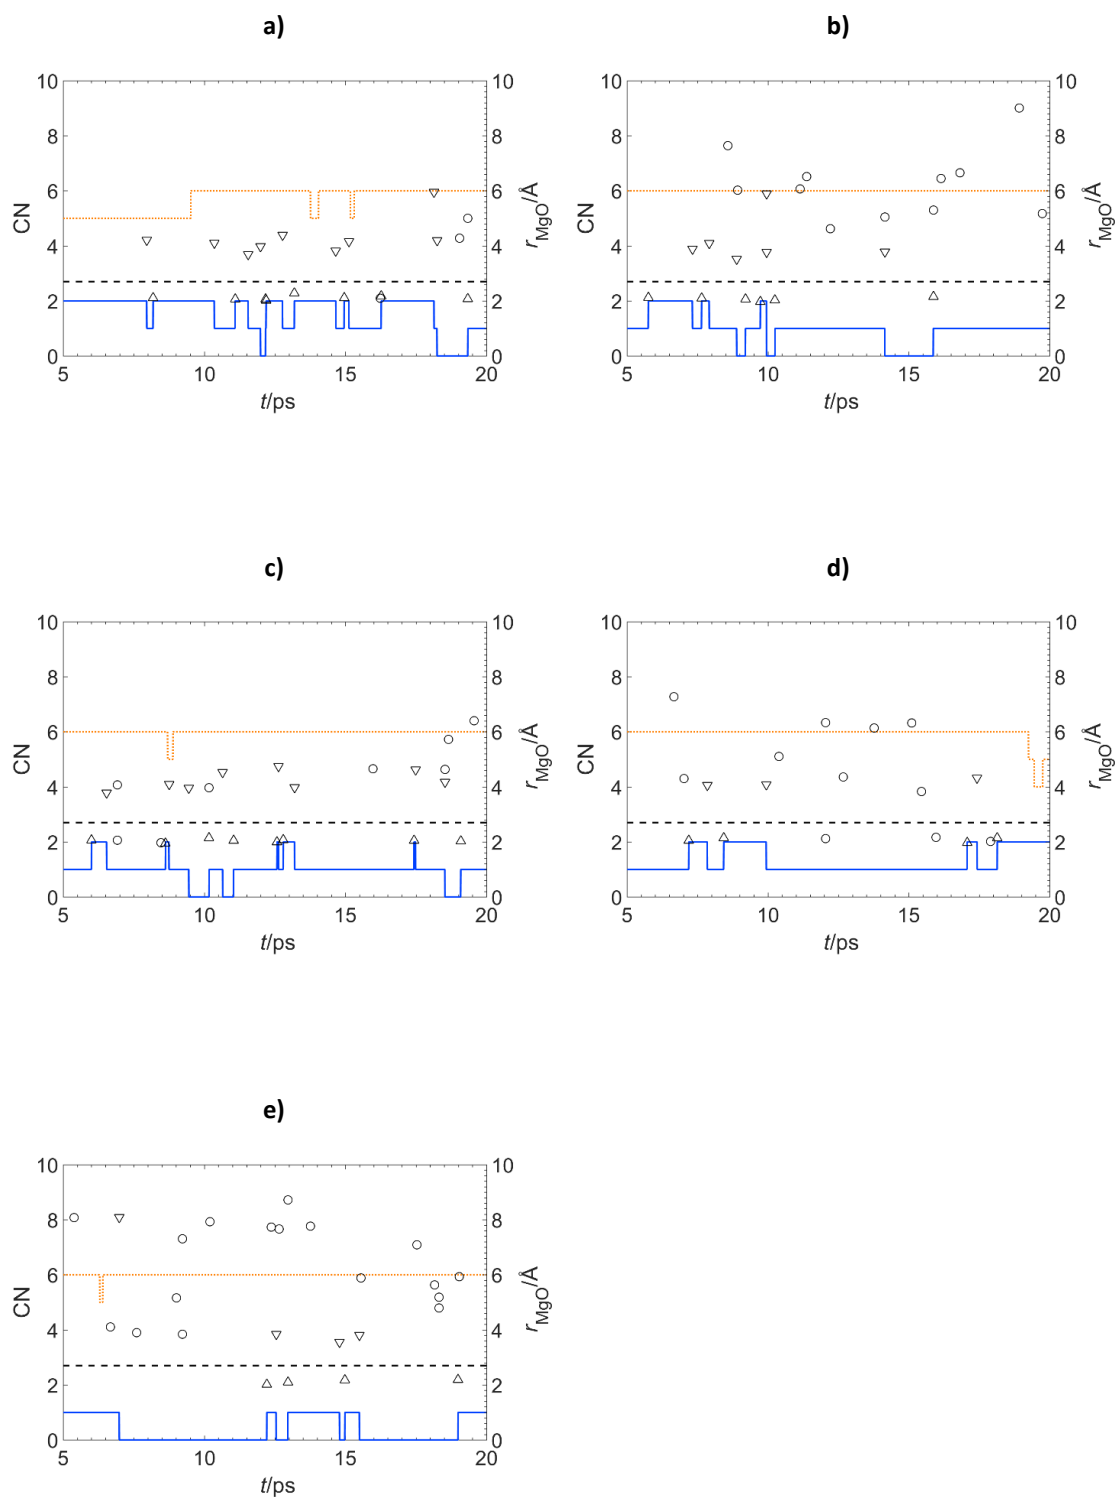 a)
b)
10 10 10 10
8 8 8 8
6 6 6 6
CN r_MgO/Å CN r_MgO/Å
4 4 4 4
2 2 2 2
0 0 0 0
5 10 15 20 5 10 15 20
t/ps t/ps
c)
d)
10 10 10 10
8 8 8 8
6 6 6 6
CN r_MgO/Å CN r_MgO/Å
4 4 4 4
2 2 2 2
0 0 0 0
5 10 15 20 5 10 15 20
t/ps t/ps
e)
10 10
8 8
6 6
CN r_MgO/Å
4 4
2 2
0 0
5 10 15 20
t/ps